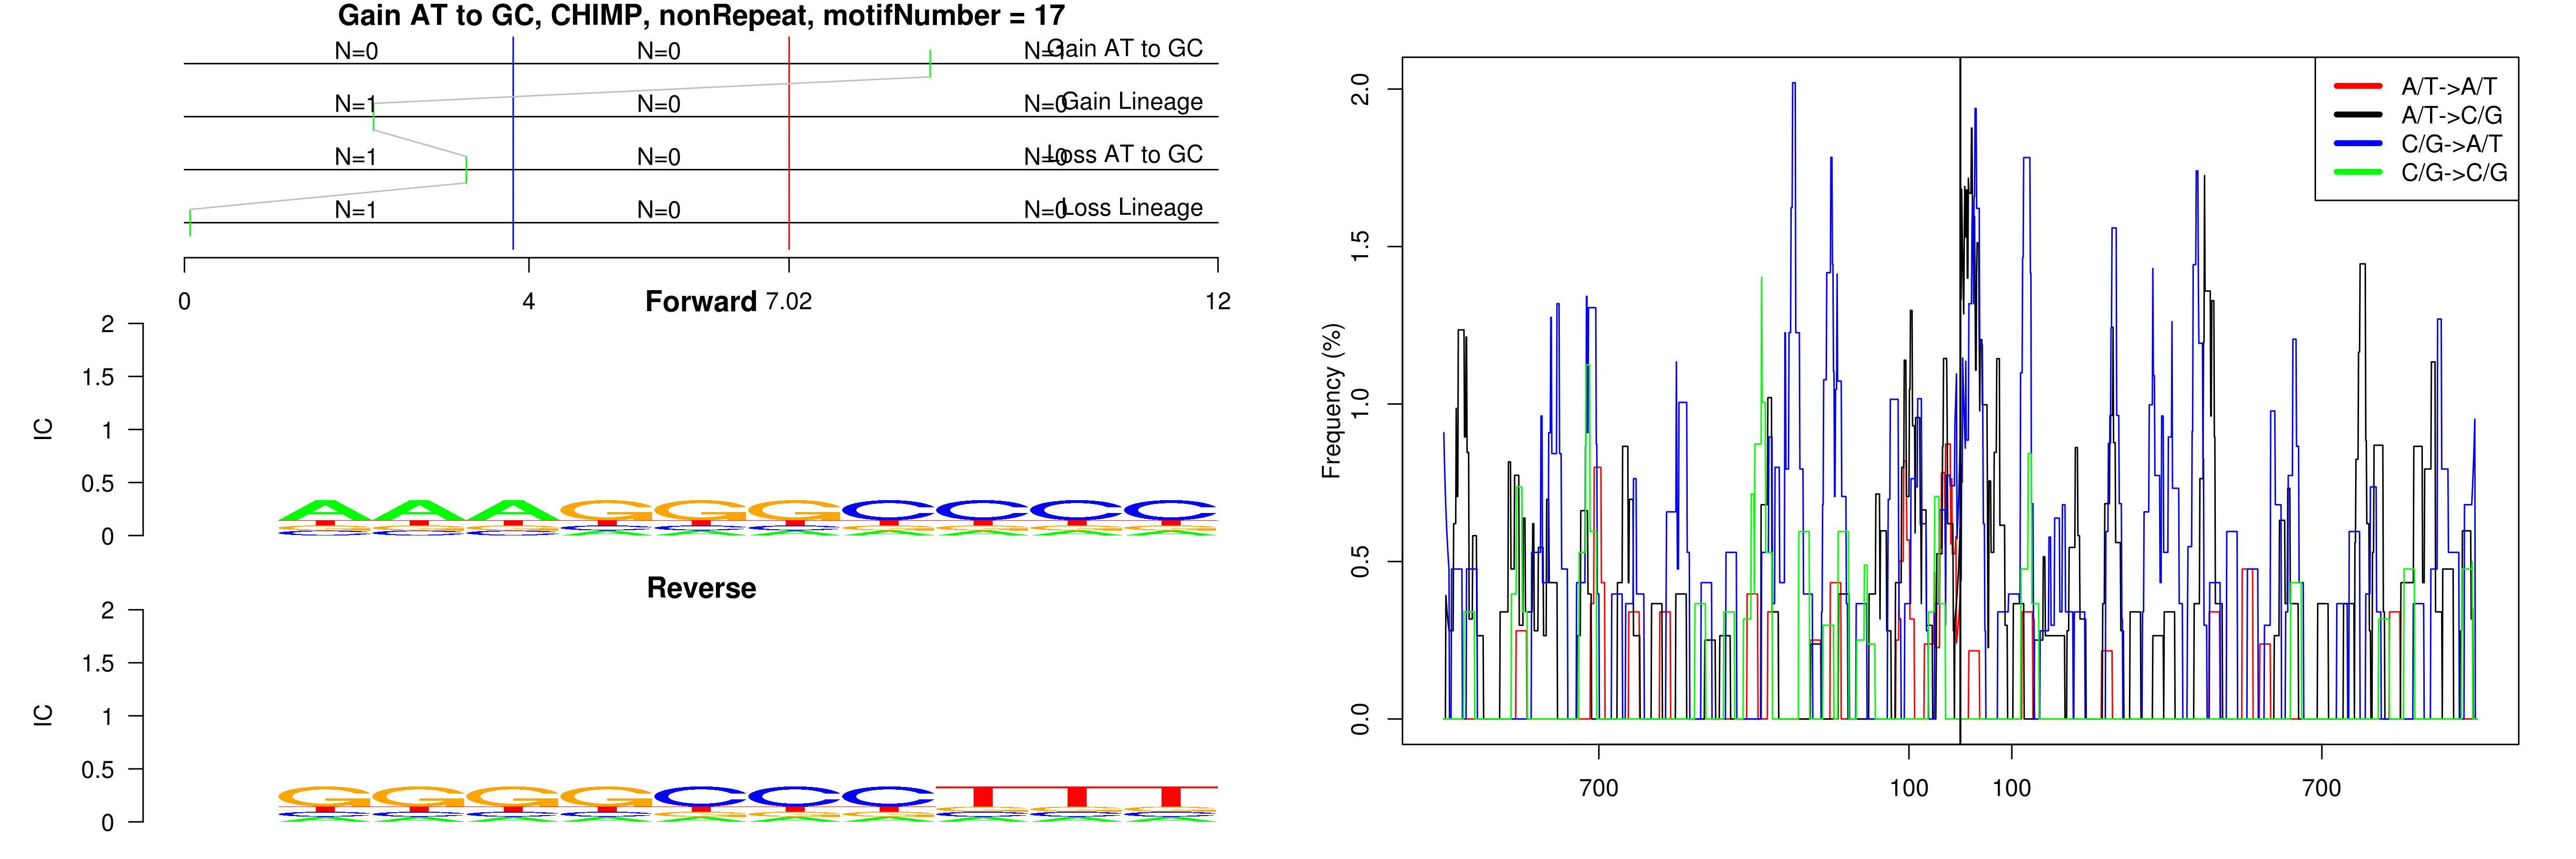 Gain AT to GC, CHIMP, nonRepeat, motifNumber = 17
N=0 N=0 N=1 Gain AT to GC
N=1 N=0 N=0 Gain Lineage
N=1 N=0 N=0 Loss AT to GC
N=1 N=0 N=0 Loss Lineage
0 4 7.02 12
Forward
IC
2
1.5
1
0.5
0
AAAGGGCCCC
Reverse
IC
2
1.5
1
0.5
0
GGGGCCCTTT
Frequency (%)
2.0
1.5
1.0
0.5
0.0
700 100 100 700
A/T->A/T
A/T->C/G
C/G->A/T
C/G->C/G